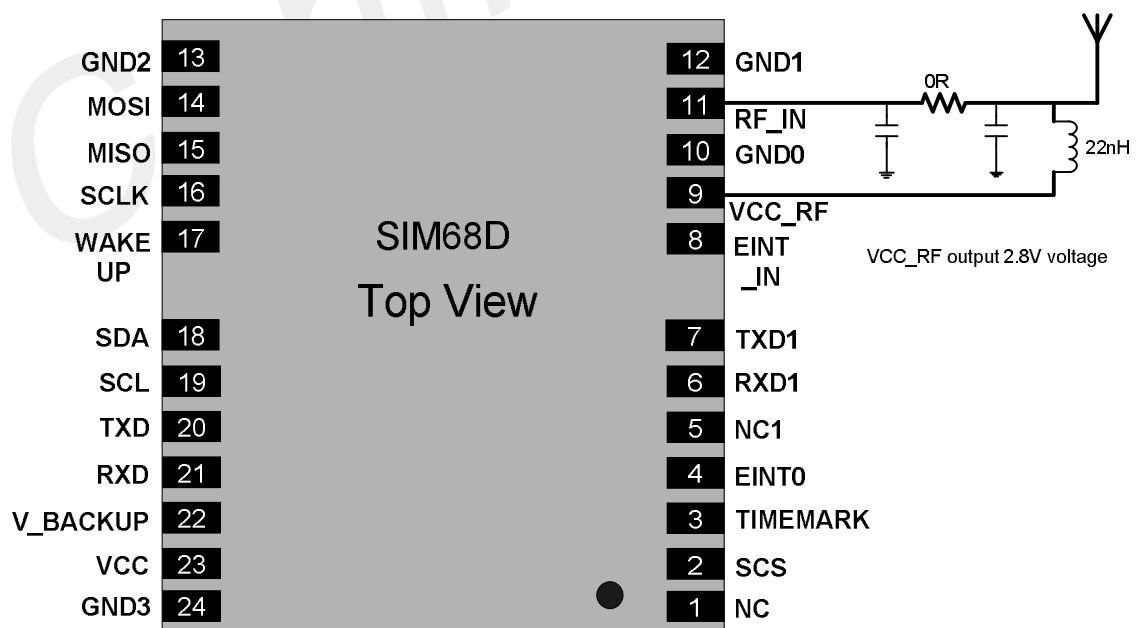 GND2 13
MOSI 14
MISO 15
SCLK 16
WAKE 17
UP
SDA 18
SCL 19
TXD 20
RXD 21
V_BACKUP 22
VCC 23
GND3 24
SIM68D
Top View
12 GND1
11 RF_IN
10 GND0
9 VCC_RF
8 EINT
_IN
7 TXD1
6 RXD1
5 NC1
4 EINT0
3 TIMEMARK
2 SCS
1 NC
0R
22nH
VCC_RF output 2.8V voltage